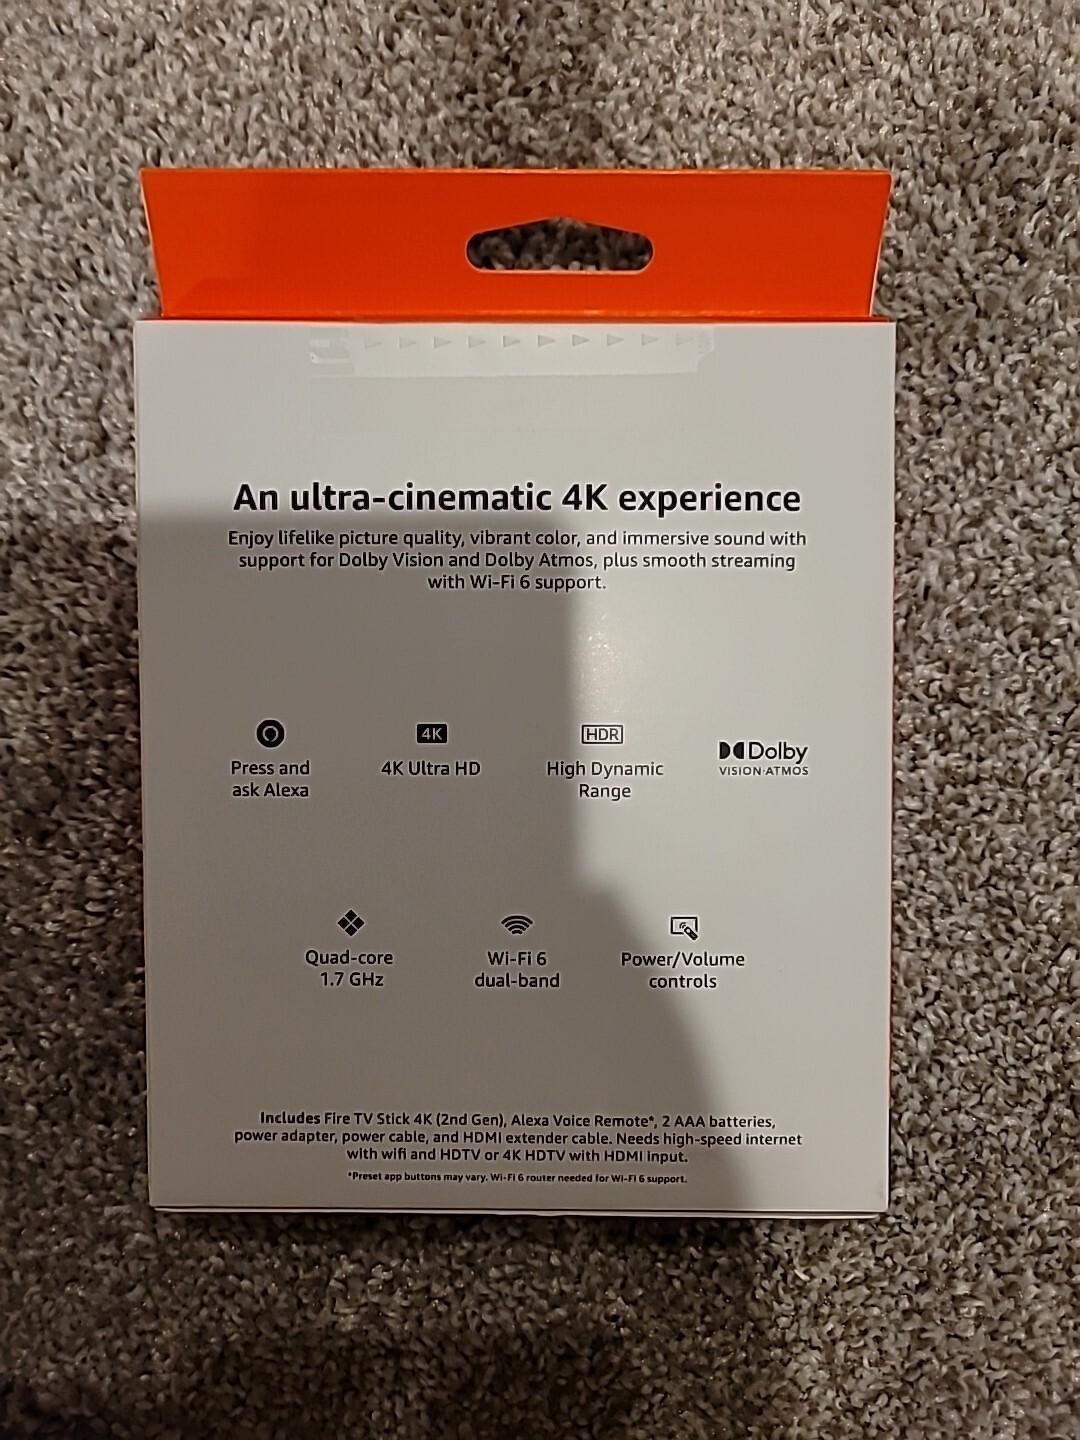 An ultra-cinematic 4K experience
Enjoy lifelike picture quality, vibrant color, and immersive sound with
support for Dolby Vision and Dolby Atmos, plus smooth streaming
with Wi-Fi 6 support.
Press and
ask Alexa
4K
4K Ultra HD
HDR
High Dynamic
Range
Dolby
VISION·ATMOS
Quad-core
1.7 GHz
Wi-Fi 6
dual-band
Power/Volume
controls
Includes Fire TV Stick 4K (2nd Gen), Alexa Voice Remote*, 2 AAA batteries,
power adapter, power cable, and HDMI extender cable. Needs high-speed internet
with wifi and HDTV or 4K HDTV with HDMI input.
*Preset app buttons may vary. Wi-Fi 6 router needed for Wi-Fi 6 support.